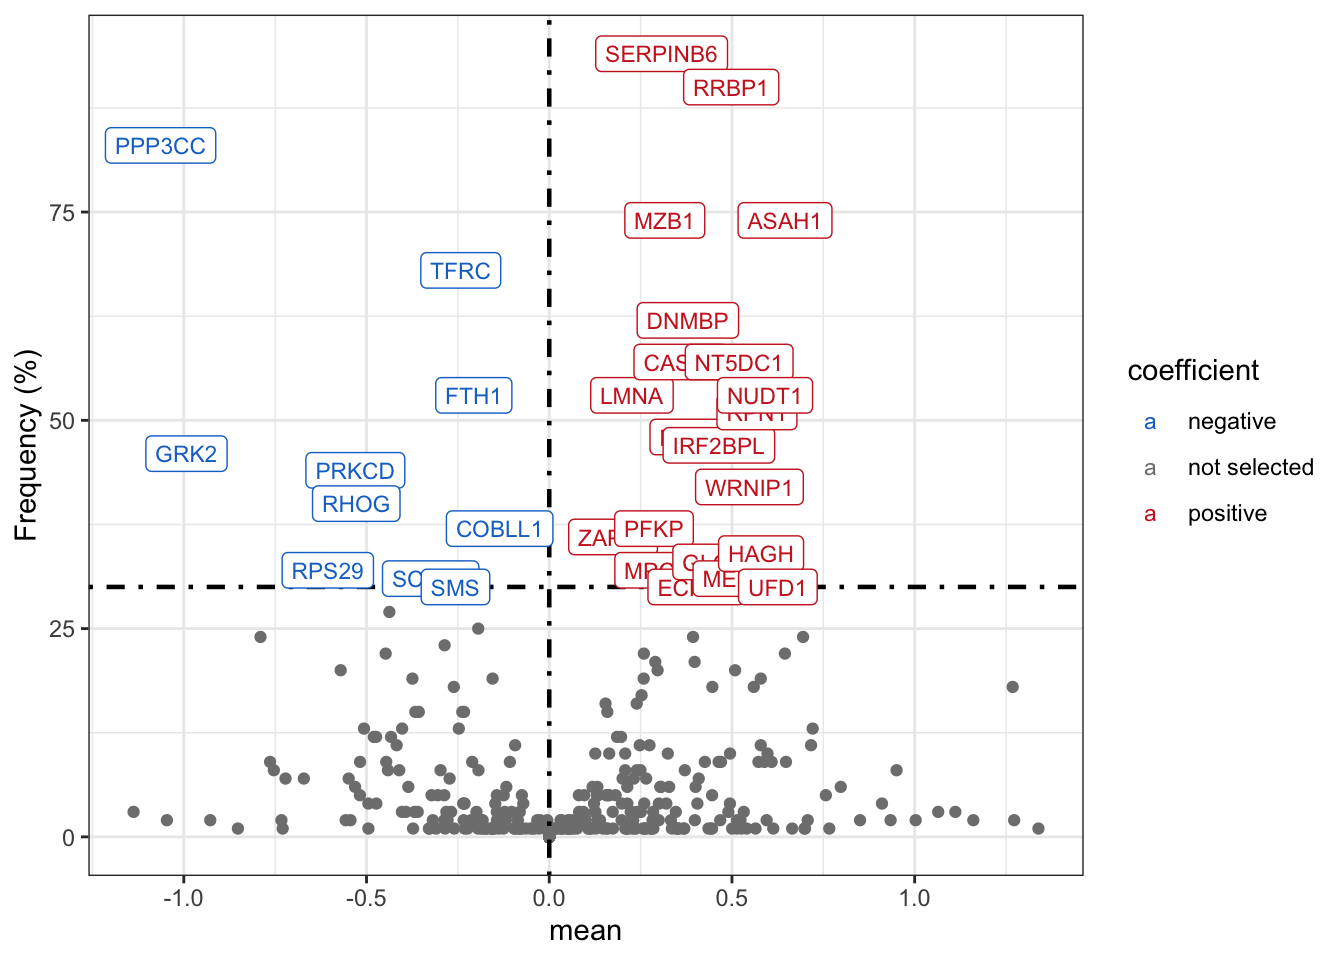 SERPINB6
RRBP1
PPP3CC
75
MZB1
ASAH1
TFRC
DNMBP
NT5DC1
FTH1
LMNA
NUDT1
50
IRF2BPL
GRK2
PRKCD
WRNIP1
RHOG
COBLL1
PFKP
HAGH
RPS29
SMS
UFD1
25
0
-1.0
-0.5
0.0
0.5
1.0
mean
Frequency (%)
coefficient
a negative
a not selected
a positive